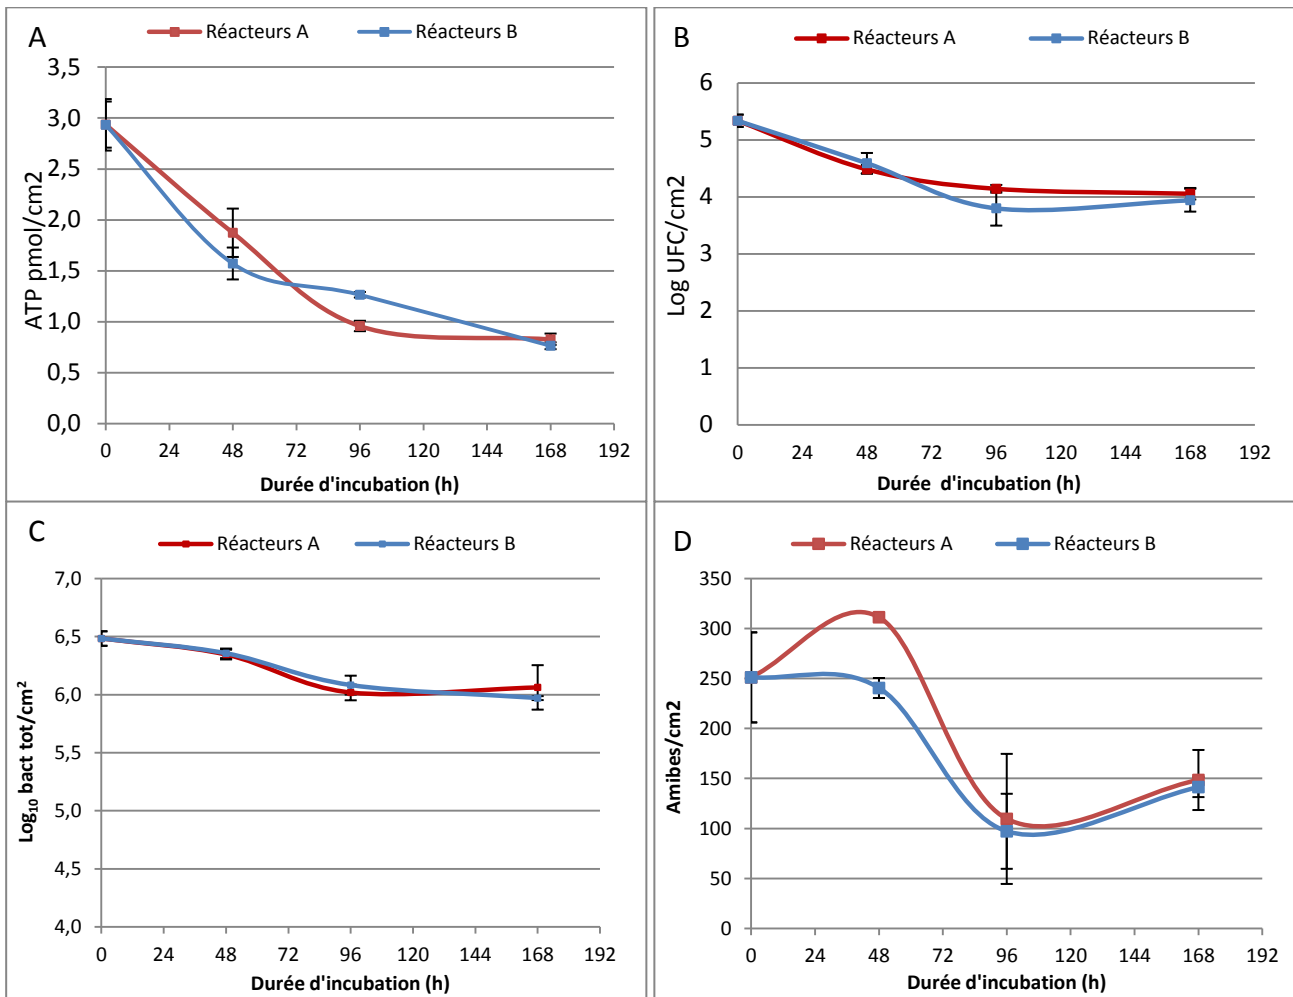 A
Réacteurs A
Réacteurs B
3,5
3,0
2,5
2,0
1,5
1,0
0,5
0,0
ATP pmol/cm2
0 24 48 72 96 120 144 168 192
Durée d'incubation (h)
B
Réacteurs A
Réacteurs B
6
5
4
3
2
1
0
Log UFC/cm2
0 24 48 72 96 120 144 168 192
Durée d'incubation (h)
C
Réacteurs A
Réacteurs B
7,0
6,5
6,0
5,5
5,0
4,5
4,0
Log₁₀ bact tot/cm²
0 24 48 72 96 120 144 168 192
Durée d'incubation (h)
D
Réacteurs A
Réacteurs B
350
300
250
200
150
100
50
0
Amibes/cm2
0 24 48 72 96 120 144 168 192
Durée d'incubation (h)